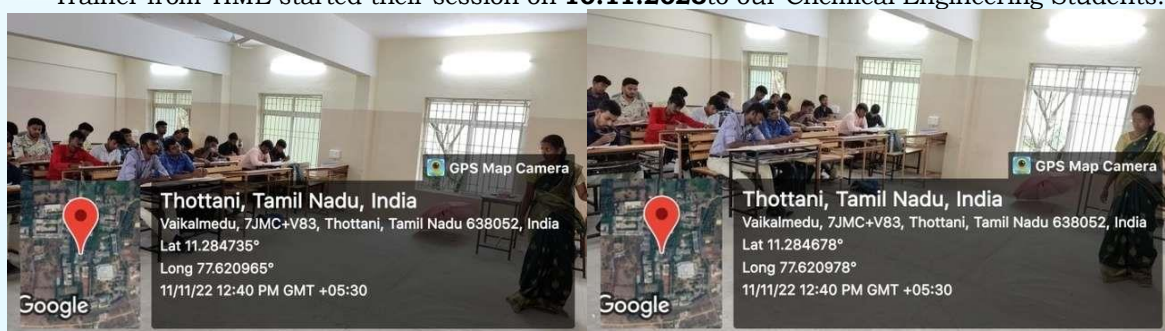 Trainer from TIME started their session on 10.11.2023to our Chemical Engineering Students.
GPS Map Camera
Thottani, Tamil Nadu, India
Vaikalmedu, 7JMC+V83, Thottani, Tamil Nadu 638052, India
Lat 11.284735°
Long 77.620965°
11/11/22 12:40 PM GMT +05:30
Google
GPS Map Camera
Thottani, Tamil Nadu, India
Vaikalmedu, 7JMC+V83, Thottani, Tamil Nadu 638052, India
Lat 11.284678°
Long 77.620978°
11/11/22 12:40 PM GMT +05:30
Google